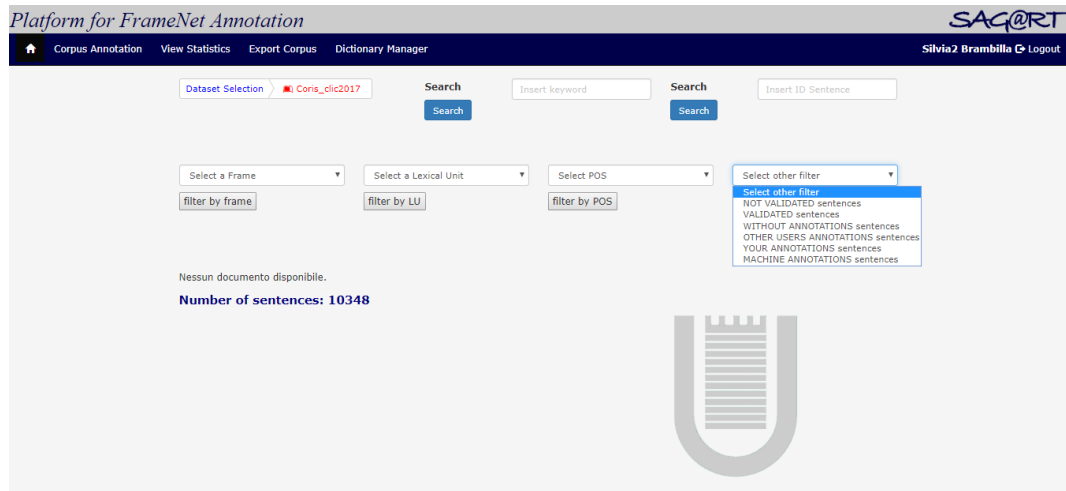 Platform for FrameNet Annotation
SAG@RT
Corpus Annotation View Statistics Export Corpus Dictionary Manager
Silvia2 Brambilla Logout
Dataset Selection Coris_clic2017
Search
Insert keyword
Search
Search
Insert ID Sentence
Search
Select a Frame
Select a Lexical Unit
Select POS
Select other filter
filter by frame
filter by LU
filter by POS
Select other filter
NOT VALIDATED sentences
VALIDATED sentences
WITHOUT ANNOTATIONS sentences
OTHER USERS ANNOTATIONS sentences
YOUR ANNOTATIONS sentences
MACHINE ANNOTATIONS sentences
Nessun documento disponibile.
Number of sentences: 10348